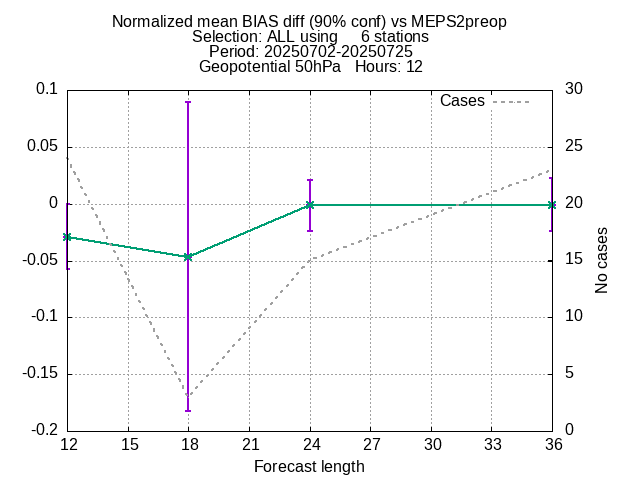 Normalized mean BIAS diff (90% conf) vs MEPS2preop
Selection: ALL using     6 stations
Period: 20250702-20250725
Geopotential 50hPa   Hours: 12
Cases
0.1
0.05
0
-0.05
-0.1
-0.15
-0.2
30
25
20
15
10
5
0
No cases
12 15 18 21 24 27 30 33 36
Forecast length